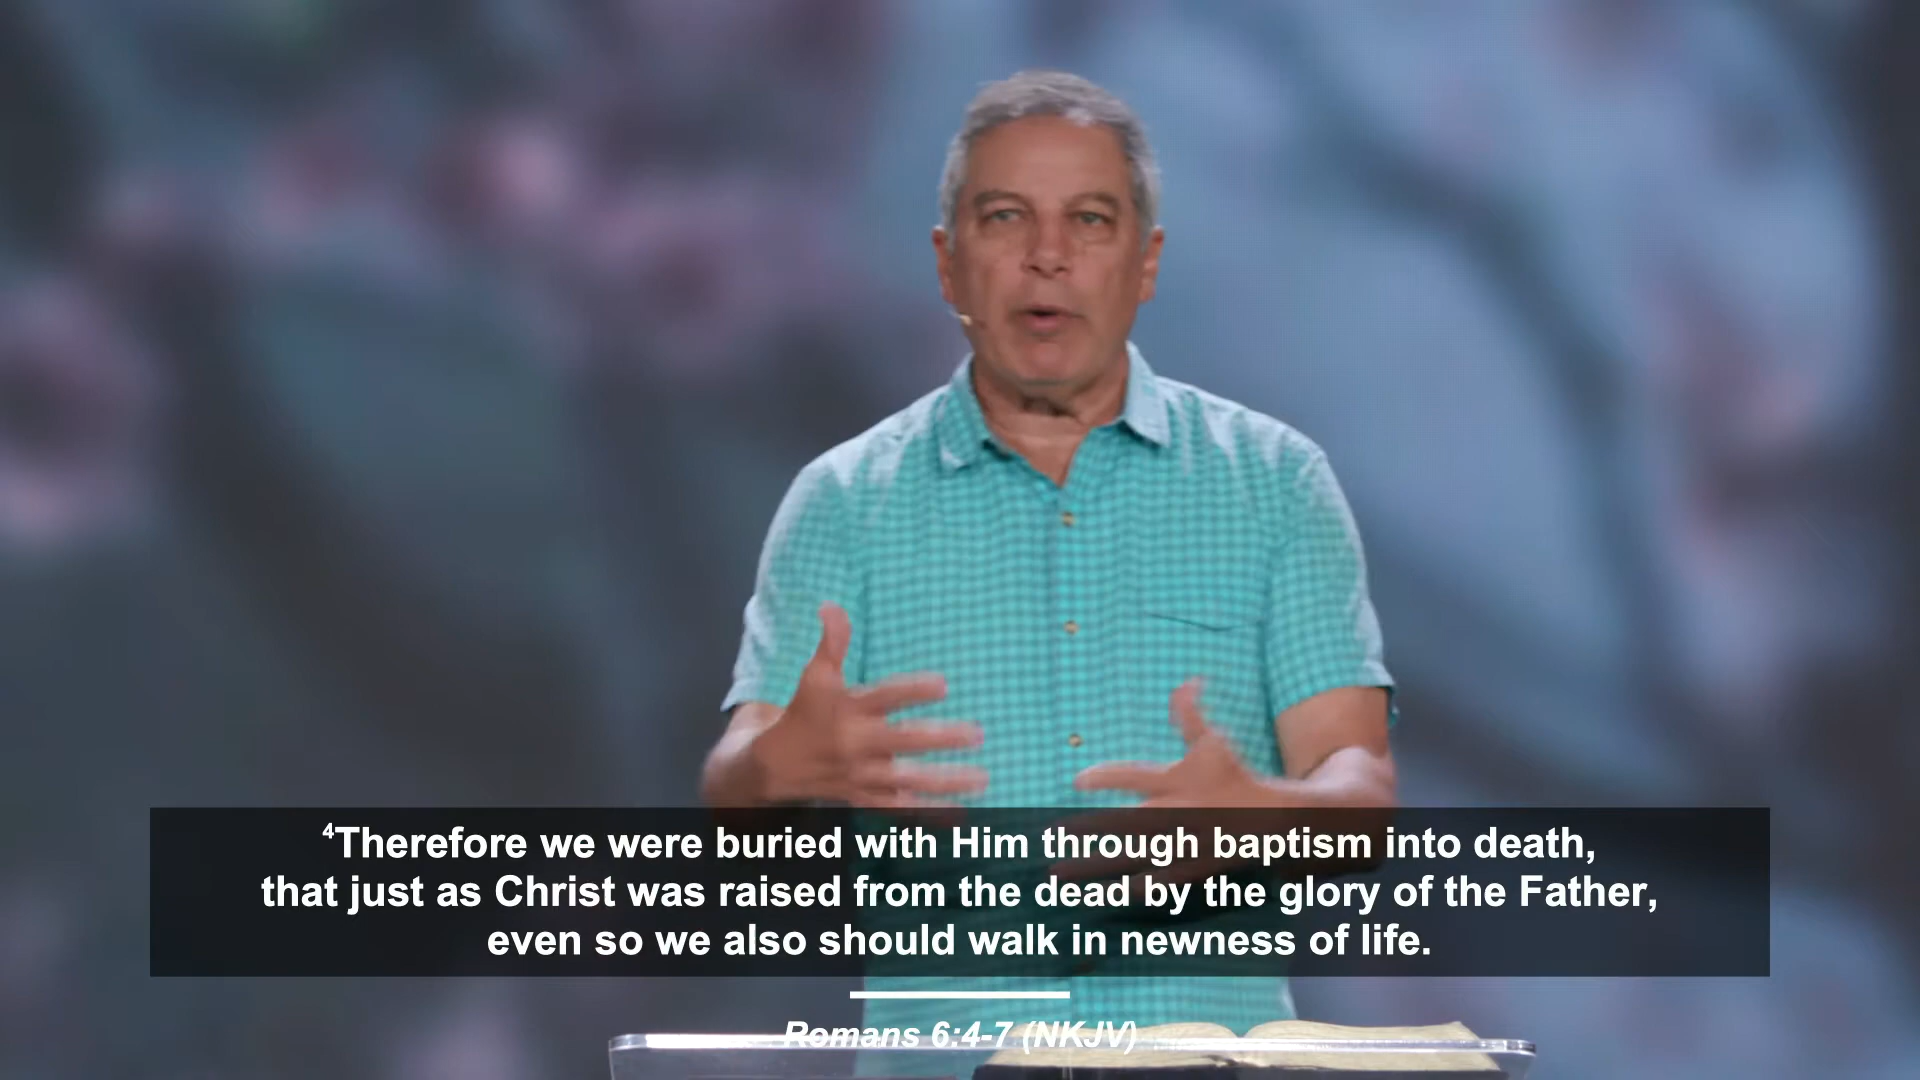 ⁴Therefore we were buried with Him through baptism into death,
that just as Christ was raised from the dead by the glory of the Father,
even so we also should walk in newness of life.
Romans 6:4-7 (NKJV)